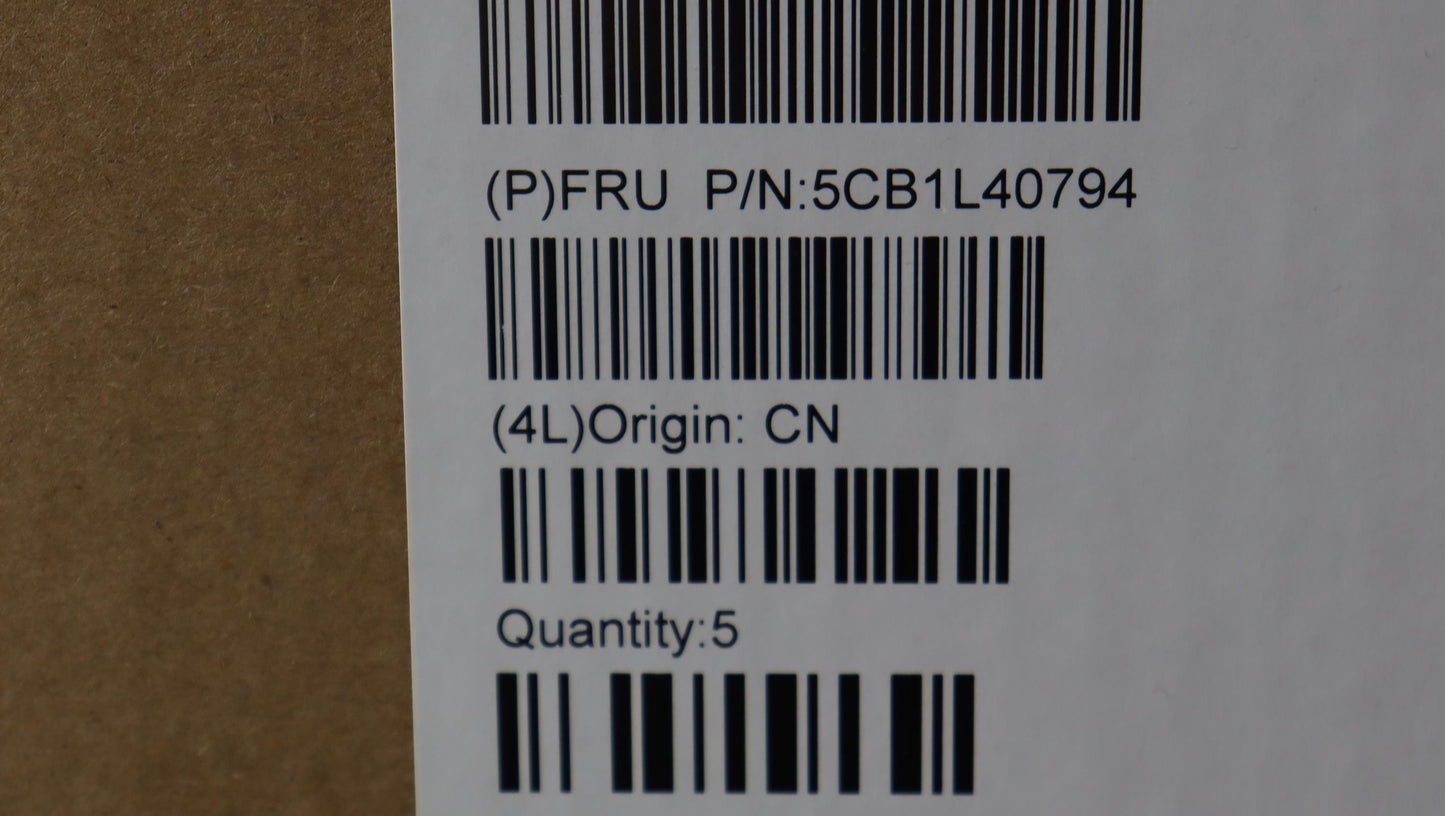 (P)FRU P/N:5CB1L40794
(4L)Origin: CN
Quantity:5